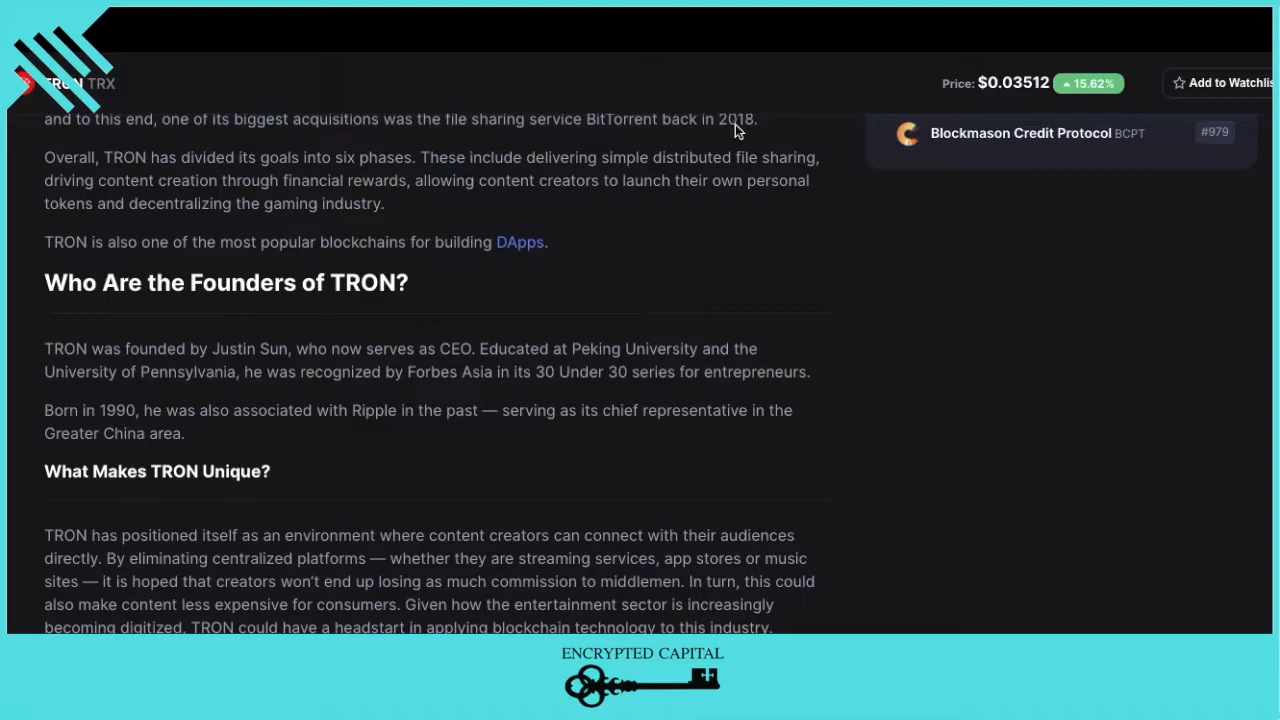 TRON TRX
Price: $0.03512 15.62%
Add to Watchlis
and to this end, one of its biggest acquisitions was the file sharing service BitTorrent back in 2018.
Blockmason Credit Protocol BCPT #979
Overall, TRON has divided its goals into six phases. These include delivering simple distributed file sharing,
driving content creation through financial rewards, allowing content creators to launch their own personal
tokens and decentralizing the gaming industry.
TRON is also one of the most popular blockchains for building DApps.
Who Are the Founders of TRON?
TRON was founded by Justin Sun, who now serves as CEO. Educated at Peking University and the
University of Pennsylvania, he was recognized by Forbes Asia in its 30 Under 30 series for entrepreneurs.
Born in 1990, he was also associated with Ripple in the past — serving as its chief representative in the
Greater China area.
What Makes TRON Unique?
TRON has positioned itself as an environment where content creators can connect with their audiences
directly. By eliminating centralized platforms — whether they are streaming services, app stores or music
sites — it is hoped that creators won't end up losing as much commission to middlemen. In turn, this could
also make content less expensive for consumers. Given how the entertainment sector is increasingly
becoming digitized, TRON could have a headstart in applying blockchain technology to this industry.
ENCRYPTED CAPITAL